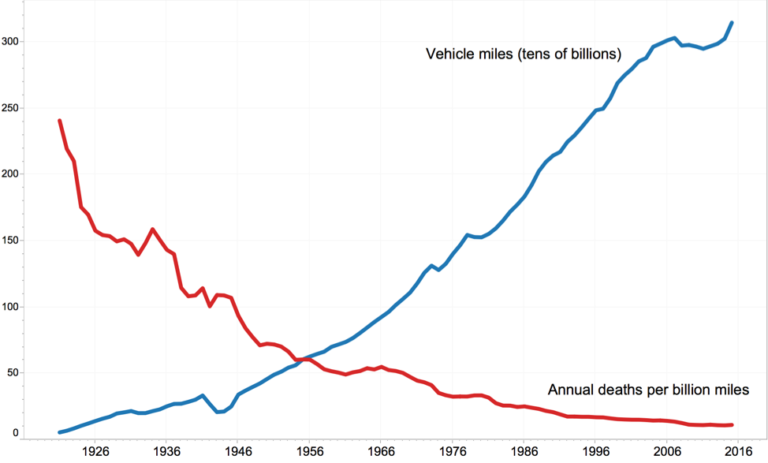 300
Vehicle miles (tens of billions)
250
200
150
100
50
Annual deaths per billion miles
0
1926 1936 1946 1956 1966 1976 1986 1996 2006 2016